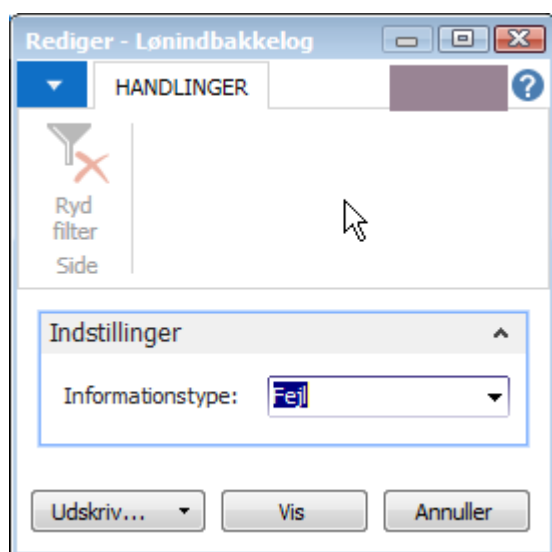 Rediger - Lønindbakkelog
HANDLINGER
?
Ryd
filter
Side
Indstillinger
Informationstype: Fejl
Udskriv... Vis Annuller